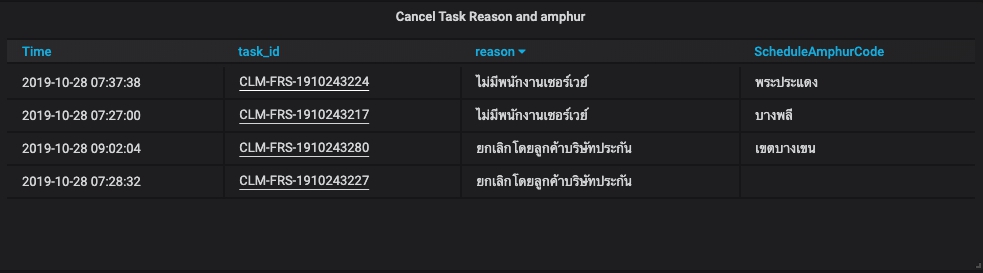 Cancel Task Reason and amphur
Time task_id reason ScheduleAmphurCode
2019-10-28 07:37:38 CLM-FRS-1910243224 ไม่มีพนักงานเซอร์เวย์ พระประแดง
2019-10-28 07:27:00 CLM-FRS-1910243217 ไม่มีพนักงานเซอร์เวย์ บางพลี
2019-10-28 09:02:04 CLM-FRS-1910243280 ยกเลิกโดยลูกค้าบริษัทประกัน เขตบางเขน
2019-10-28 07:28:32 CLM-FRS-1910243227 ยกเลิกโดยลูกค้าบริษัทประกัน